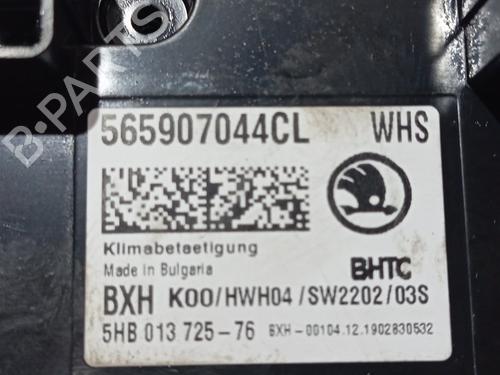 B-PARTS
565907044CL WHS
Klimabetaetigung
Made in Bulgaria BHTC
BXH K00/HWH04/SW2202/03S
5HB 013 725-76 BXH-00104.12.1902830532